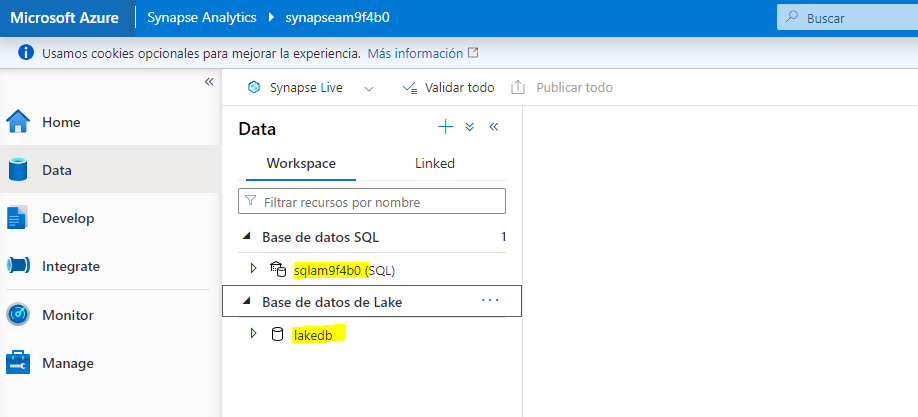 Microsoft Azure Synapse Analytics synapseam9f4b0 Buscar
Usamos cookies opcionales para mejorar la experiencia. Más información
Synapse Live Validar todo Publicar todo
Home
Data
Develop
Integrate
Monitor
Manage
Data
Workspace Linked
Filtrar recursos por nombre
Base de datos SQL 1
sqlam9f4b0 (SQL)
Base de datos de Lake
lakedb